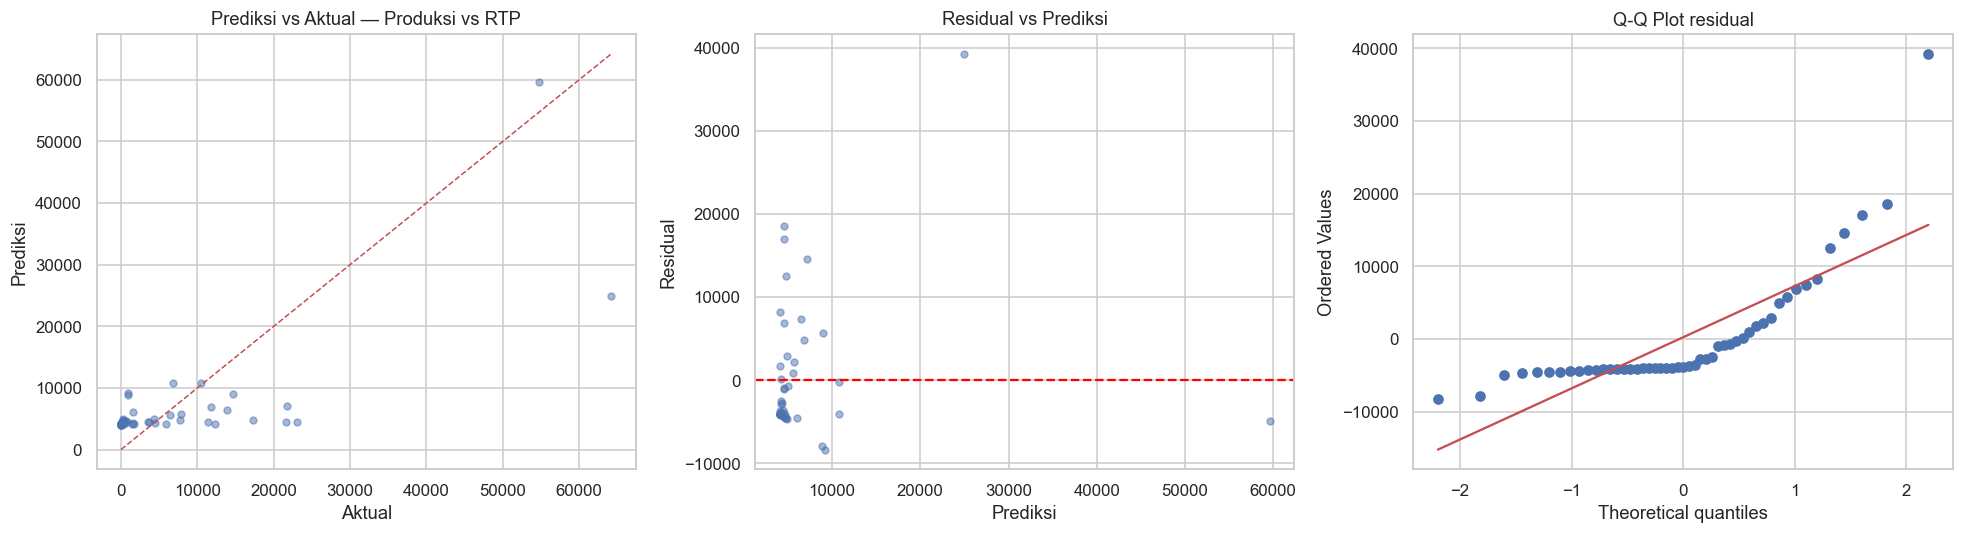 Prediksi vs Aktual — Produksi vs RTP
Prediksi
60000
50000
40000
30000
20000
10000
0
0 10000 20000 30000 40000 50000 60000
Aktual
Residual vs Prediksi
Residual
40000
30000
20000
10000
0
−10000
10000 20000 30000 40000 50000 60000
Prediksi
Q-Q Plot residual
Ordered Values
40000
30000
20000
10000
0
−10000
−2 −1 0 1 2
Theoretical quantiles